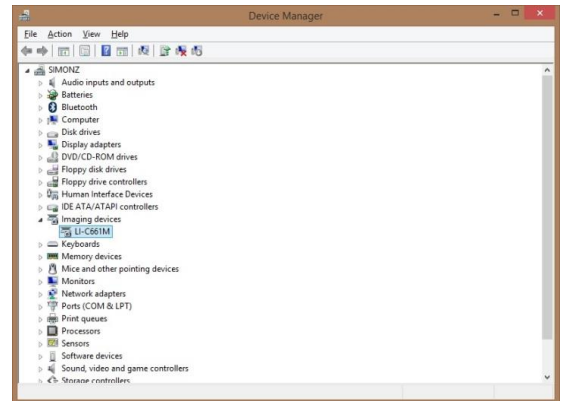 Device Manager
File Action View Help
SIMONZ
Audio inputs and outputs
Batteries
Bluetooth
Computer
Disk drives
Display adapters
DVD/CD-ROM drives
Floppy disk drives
Floppy drive controllers
Human Interface Devices
IDE ATA/ATAPI controllers
Imaging devices
LI-C661M
Keyboards
Memory devices
Mice and other pointing devices
Monitors
Network adapters
Ports (COM & LPT)
Print queues
Processors
Sensors
Software devices
Sound, video and game controllers
Storage controllers